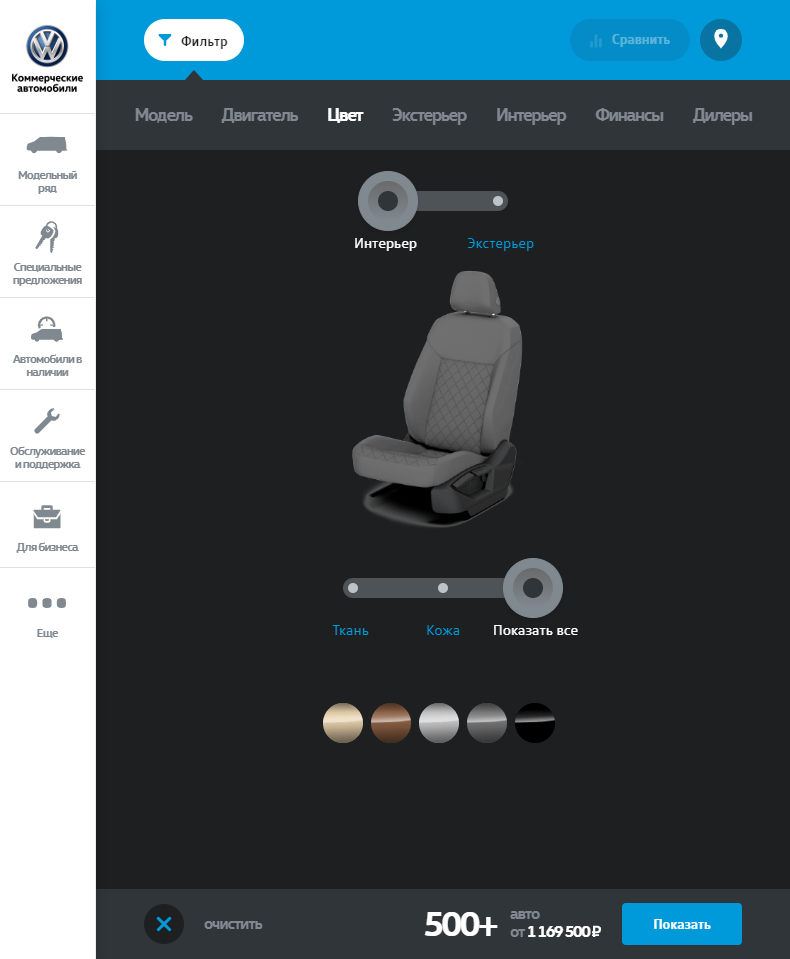 Коммерческие
автомобили
Модельный
ряд
Специальные
предложения
Автомобили в
наличии
Обслуживание
и поддержка
Для бизнеса
Еще
Фильтр
Сравнить
Модель Двигатель Цвет Экстерьер Интерьер Финансы Дилеры
Интерьер Экстерьер
Ткань Кожа Показать все
очистить
500+
авто
от 1 169 500 ₽
Показать